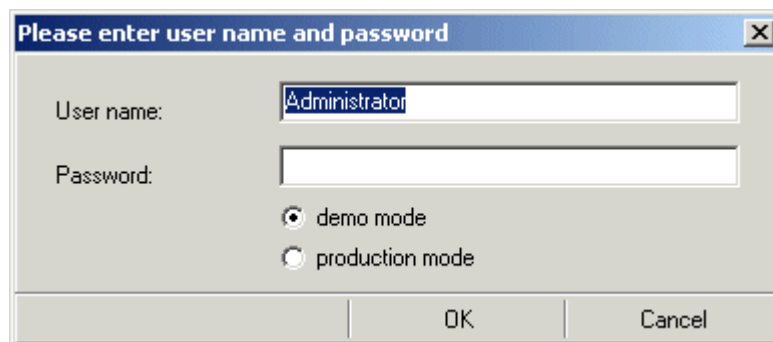 Please enter user name and password
User name:
Administrator
Password:
demo mode
production mode
OK
Cancel